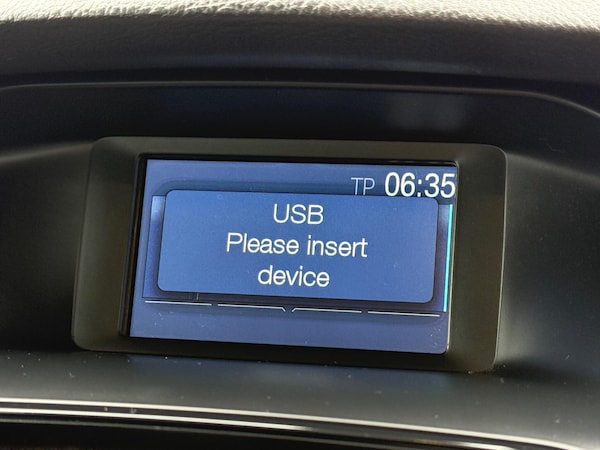 TP 06:35
USB
Please insert
device